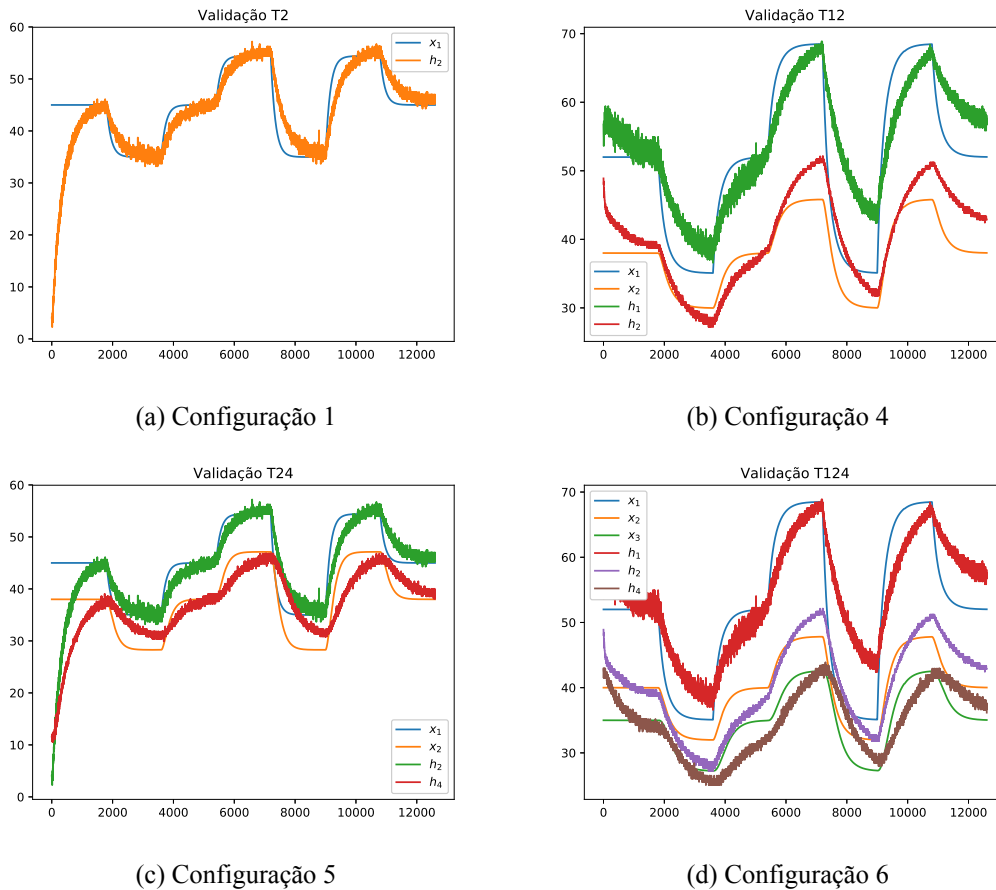 Validação T2
60
50
40
30
20
10
0
0 2000 4000 6000 8000 10000 12000
x₁
h₂
(a) Configuração 1
Validação T12
70
60
50
40
30
0 2000 4000 6000 8000 10000 12000
x₁
x₂
h₁
h₂
(b) Configuração 4
Validação T24
60
50
40
30
20
10
0
0 2000 4000 6000 8000 10000 12000
x₁
x₂
h₂
h₄
(c) Configuração 5
Validação T124
70
60
50
40
30
0 2000 4000 6000 8000 10000 12000
x₁
x₂
x₃
h₁
h₂
h₄
(d) Configuração 6